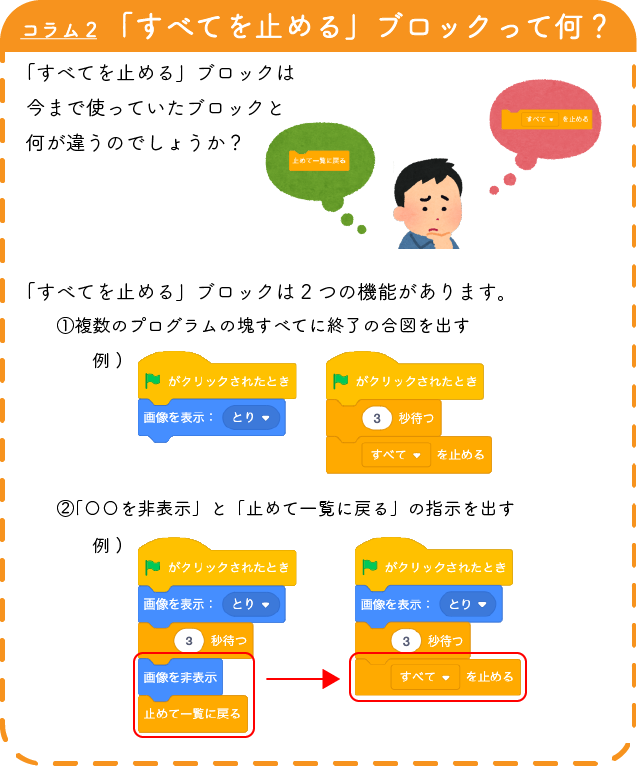 コラム2 「すべてを止める」ブロックって何？
「すべてを止める」ブロックは
今まで使っていたブロックと
何が違うのでしょうか？
止めて一覧に戻る
すべて を止める
「すべてを止める」ブロックは２つの機能があります。
①複数のプログラムの塊すべてに終了の合図を出す
例）
がクリックされたとき
画像を表示： とり
がクリックされたとき
3 秒待つ
すべて を止める
②「〇〇を非表示」と「止めて一覧に戻る」の指示を出す
例）
がクリックされたとき
画像を表示： とり
3 秒待つ
画像を非表示
止めて一覧に戻る
がクリックされたとき
画像を表示： とり
3 秒待つ
すべて を止める